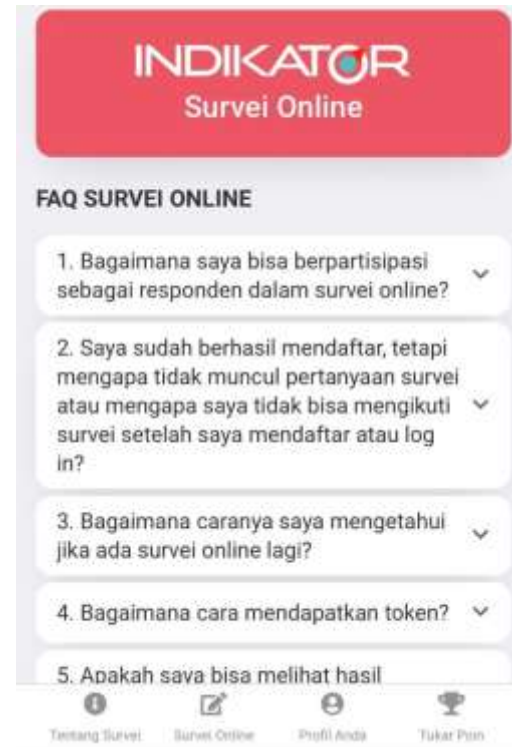 INDIKATOR
Survei Online
FAQ SURVEI ONLINE
1. Bagaimana saya bisa berpartisipasi
sebagai responden dalam survei online?
2. Saya sudah berhasil mendaftar, tetapi
mengapa tidak muncul pertanyaan survei
atau mengapa saya tidak bisa mengikuti
survei setelah saya mendaftar atau log
in?
3. Bagaimana caranya saya mengetahui
jika ada survei online lagi?
4. Bagaimana cara mendapatkan token?
5. Apakah saya bisa melihat hasil
Tentang Survei
Survei Online
Profil Anda
Tukar Poin